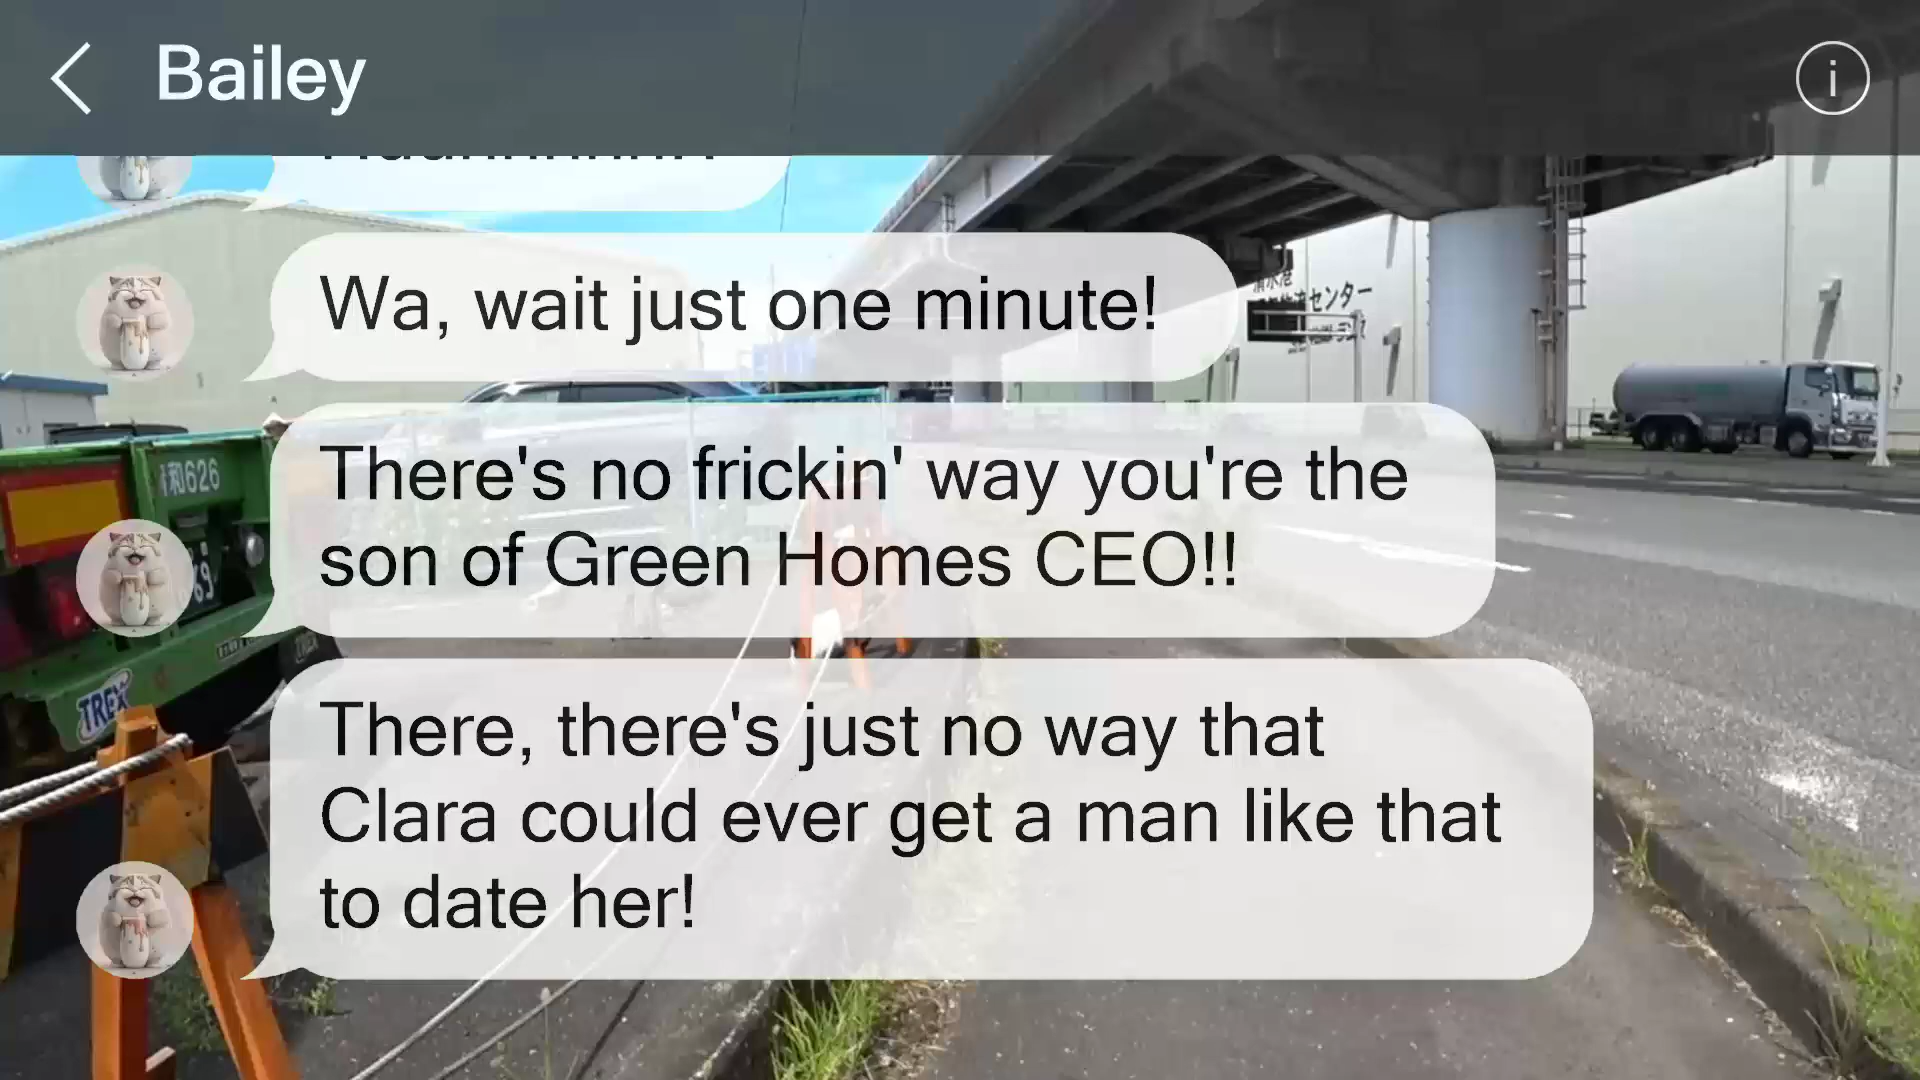 Bailey
Wa, wait just one minute!
There's no frickin' way you're the
son of Green Homes CEO!!
There, there's just no way that
Clara could ever get a man like that
to date her!
センター
626
69
TREX